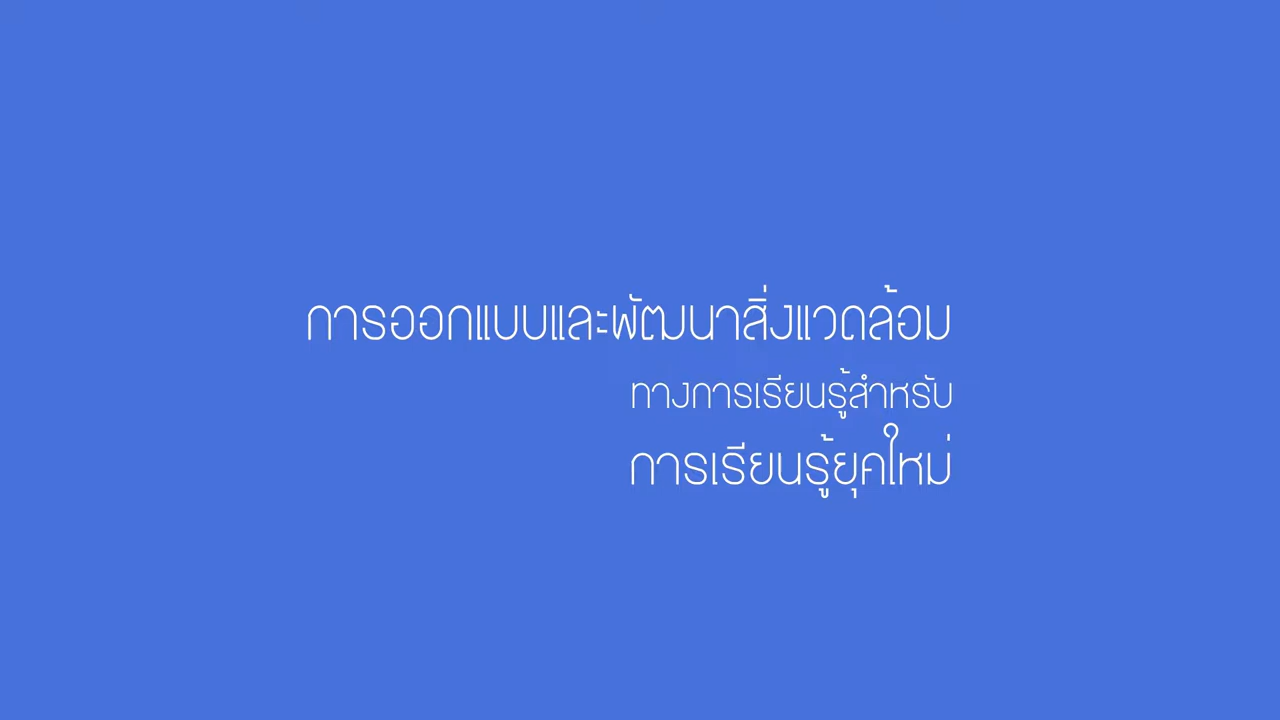 การออกแบบและพัฒนาสิ่งแวดล้อม
ทางการเรียนรู้สำหรับ
การเรียนรู้ยุคใหม่